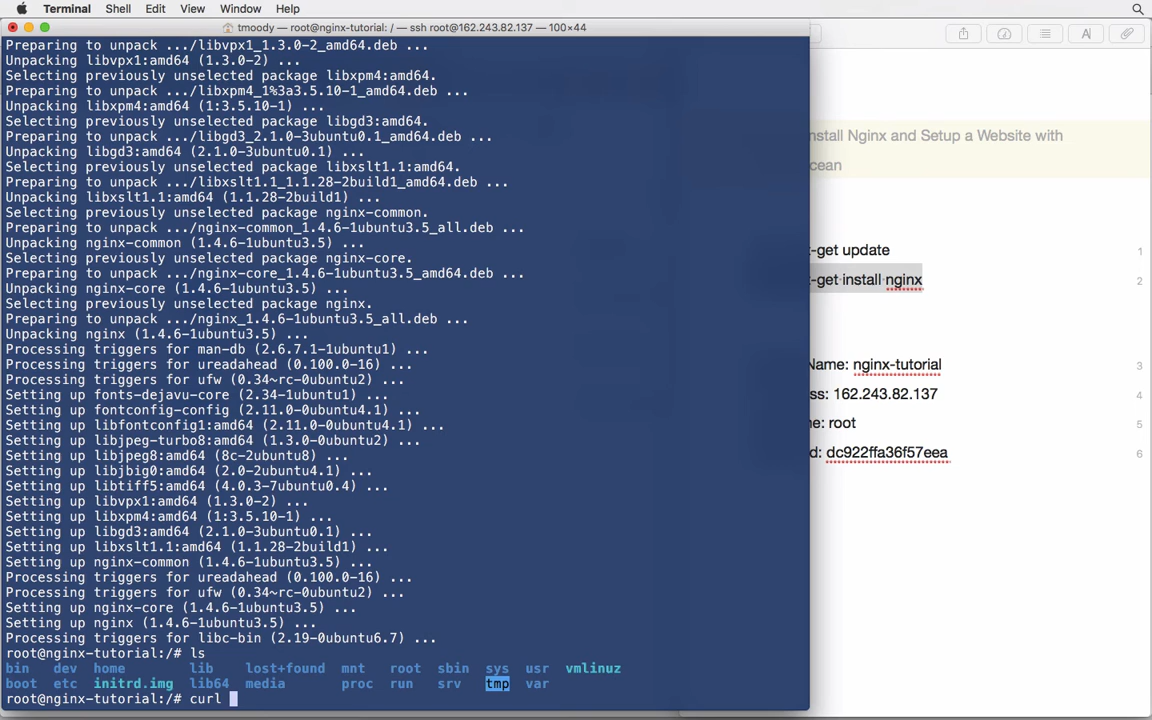 Terminal Shell Edit View Window Help
tmoody — root@nginx-tutorial: / — ssh root@162.243.82.137 — 100×44
Preparing to unpack .../libvpx1_1.3.0-2_amd64.deb ...
Unpacking libvpx1:amd64 (1.3.0-2) ...
Selecting previously unselected package libxpm4:amd64.
Preparing to unpack .../libxpm4_1%3a3.5.10-1_amd64.deb ...
Unpacking libxpm4:amd64 (1:3.5.10-1) ...
Selecting previously unselected package libgd3:amd64.
Preparing to unpack .../libgd3_2.1.0-3ubuntu0.1_amd64.deb ...
Unpacking libgd3:amd64 (2.1.0-3ubuntu0.1) ...
Selecting previously unselected package libxslt1.1:amd64.
Preparing to unpack .../libxslt1.1_1.1.28-2build1_amd64.deb ...
Unpacking libxslt1.1:amd64 (1.1.28-2build1) ...
Selecting previously unselected package nginx-common.
Preparing to unpack .../nginx-common_1.4.6-1ubuntu3.5_all.deb ...
Unpacking nginx-common (1.4.6-1ubuntu3.5) ...
Selecting previously unselected package nginx-core.
Preparing to unpack .../nginx-core_1.4.6-1ubuntu3.5_amd64.deb ...
Unpacking nginx-core (1.4.6-1ubuntu3.5) ...
Selecting previously unselected package nginx.
Preparing to unpack .../nginx_1.4.6-1ubuntu3.5_all.deb ...
Unpacking nginx (1.4.6-1ubuntu3.5) ...
Processing triggers for man-db (2.6.7.1-1ubuntu1) ...
Processing triggers for ureadahead (0.100.0-16) ...
Processing triggers for ufw (0.34~rc-0ubuntu2) ...
Setting up fonts-dejavu-core (2.34-1ubuntu1) ...
Setting up fontconfig-config (2.11.0-0ubuntu4.1) ...
Setting up libfontconfig1:amd64 (2.11.0-0ubuntu4.1) ...
Setting up libjpeg-turbo8:amd64 (1.3.0-0ubuntu2) ...
Setting up libjpeg8:amd64 (8c-2ubuntu8) ...
Setting up libjbig0:amd64 (2.0-2ubuntu4.1) ...
Setting up libtiff5:amd64 (4.0.3-7ubuntu0.4) ...
Setting up libvpx1:amd64 (1.3.0-2) ...
Setting up libxpm4:amd64 (1:3.5.10-1) ...
Setting up libgd3:amd64 (2.1.0-3ubuntu0.1) ...
Setting up libxslt1.1:amd64 (1.1.28-2build1) ...
Setting up nginx-common (1.4.6-1ubuntu3.5) ...
Processing triggers for ureadahead (0.100.0-16) ...
Processing triggers for ufw (0.34~rc-0ubuntu2) ...
Setting up nginx-core (1.4.6-1ubuntu3.5) ...
Setting up nginx (1.4.6-1ubuntu3.5) ...
Processing triggers for libc-bin (2.19-0ubuntu6.7) ...
root@nginx-tutorial:/# ls
bin dev home lib lost+found mnt root sbin sys usr vmlinuz
boot etc initrd.img lib64 media proc run srv tmp var
root@nginx-tutorial:/# curl
nstall Nginx and Setup a Website with
cean
-get update 1
-get install nginx 2
Name: nginx-tutorial 3
ss: 162.243.82.137 4
ne: root 5
d: dc922ffa36f57eea 6